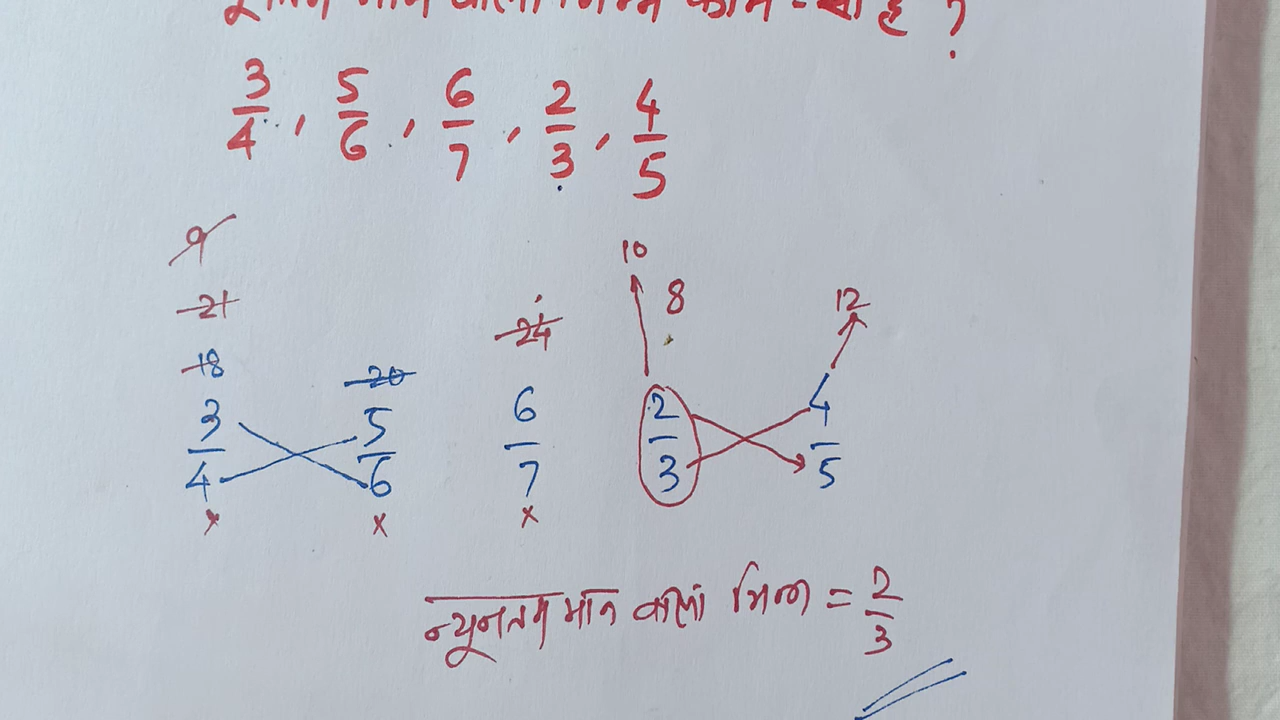 मान वाली भिन्न कौन-सी है ?
3/4 , 5/6 , 6/7 , 2/3 , 4/5
9
10
21 8 12
24
18 20
3/4 5/6 6/7 2/3 4/5
x x x
न्यूनतम मान वाली भिन्न = 2/3